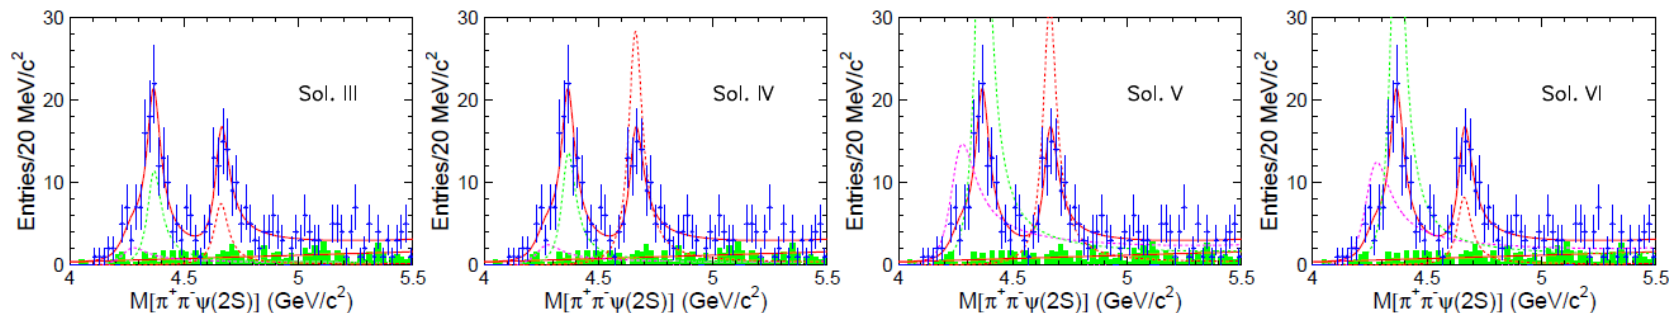 Entries/20 MeV/c²
30
20
10
0
Sol. III
4 4.5 5 5.5
M[π⁺π⁻ψ(2S)] (GeV/c²)
Entries/20 MeV/c²
30
20
10
0
Sol. IV
4 4.5 5 5.5
M[π⁺π⁻ψ(2S)] (GeV/c²)
Entries/20 MeV/c²
30
20
10
0
Sol. V
4 4.5 5 5.5
M[π⁺π⁻ψ(2S)] (GeV/c²)
Entries/20 MeV/c²
30
20
10
0
Sol. VI
4 4.5 5 5.5
M[π⁺π⁻ψ(2S)] (GeV/c²)